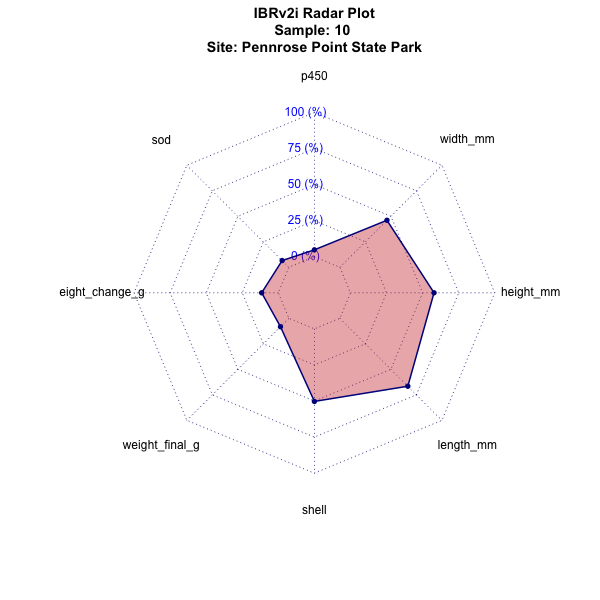 IBRv2i Radar Plot
Sample: 10
Site: Pennrose Point State Park
p450
100 (%)
sod
width_mm
75 (%)
50 (%)
25 (%)
0 (%)
eight_change_g
height_mm
weight_final_g
length_mm
shell